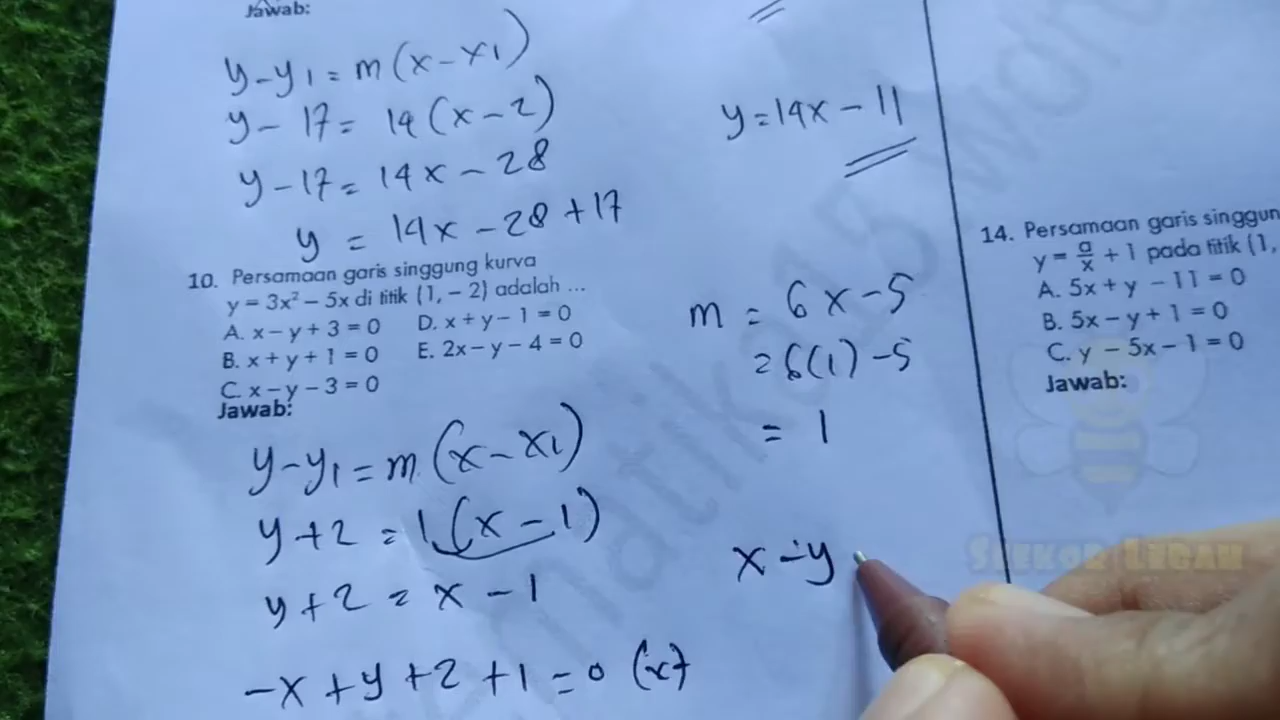 Jawab:
y - y1 = m(x - x1)
y - 17 = 14(x - 2)
y - 17 = 14x - 28
y = 14x - 28 + 17
y = 14x - 11
10. Persamaan garis singgung kurva
y = 3x² - 5x di titik (1, - 2) adalah ...
A. x - y + 3 = 0 D. x + y - 1 = 0
B. x + y + 1 = 0 E. 2x - y - 4 = 0
C. x - y - 3 = 0
Jawab:
y - y1 = m(x - x1)
y + 2 = 1(x - 1)
y + 2 = x - 1
-x + y + 2 + 1 = 0
m = 6x - 5
= 6(1) - 5
= 1
x - y
14. Persamaan garis
y = a/x + 1 pada titik (1,
A. 5x + y - 11 = 0
B. 5x - y + 1 = 0
C. y - 5x - 1 = 0
Jawab:
SEEKOR LEBAH